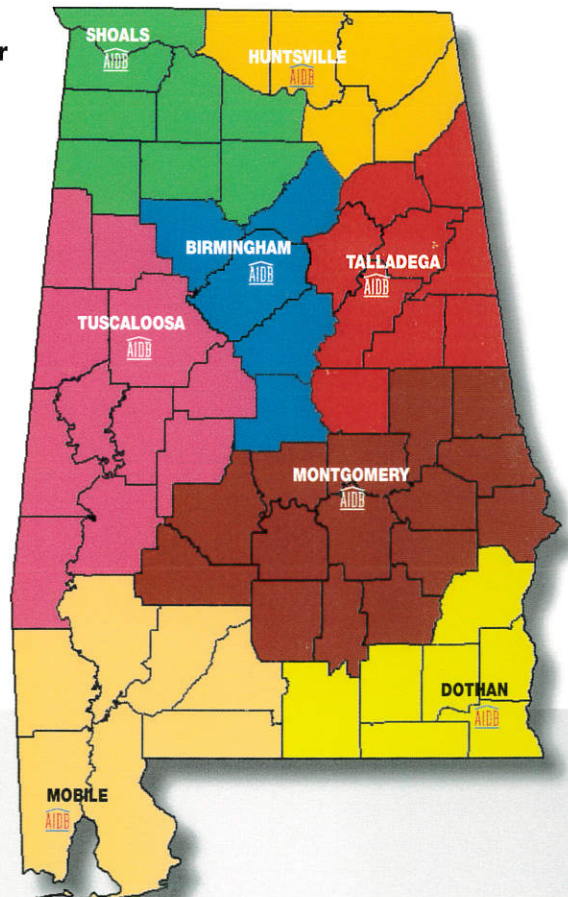 r
SHOALS
AIDB
HUNTSVILLE
AIDB
BIRMINGHAM
AIDB
TALLADEGA
AIDB
TUSCALOOSA
AIDB
MONTGOMERY
AIDB
DOTHAN
AIDB
MOBILE
AIDB